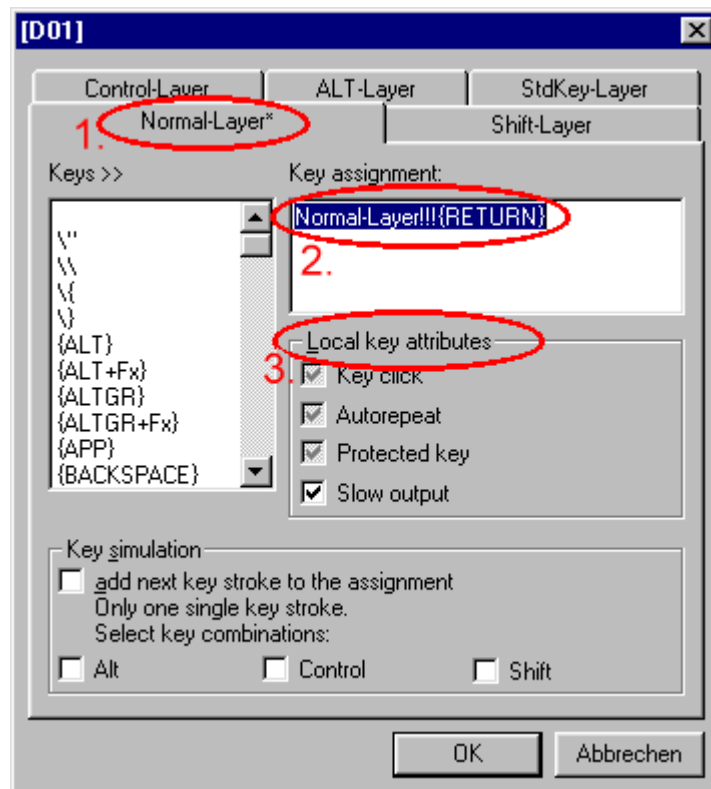 [D01]
Control-Layer ALT-Layer StdKey-Layer
1. Normal-Layer* Shift-Layer
Keys >>
\"
\\
\{
\}
{ALT}
{ALT+Fx}
{ALTGR}
{ALTGR+Fx}
{APP}
{BACKSPACE}
Key assignment:
Normal-Layer!!!{RETURN}
2.
Local key attributes
3. Key click
Autorepeat
Protected key
Slow output
Key simulation
add next key stroke to the assignment
Only one single key stroke.
Select key combinations:
Alt Control Shift
OK Abbrechen